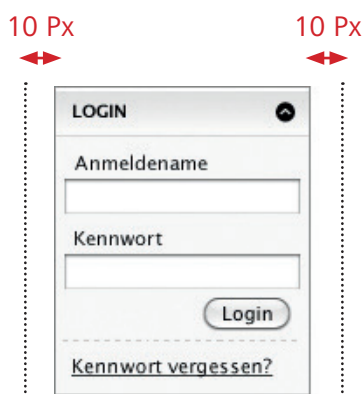 10 Px 10 Px
LOGIN
Anmeldename
Kennwort
Login
Kennwort vergessen?